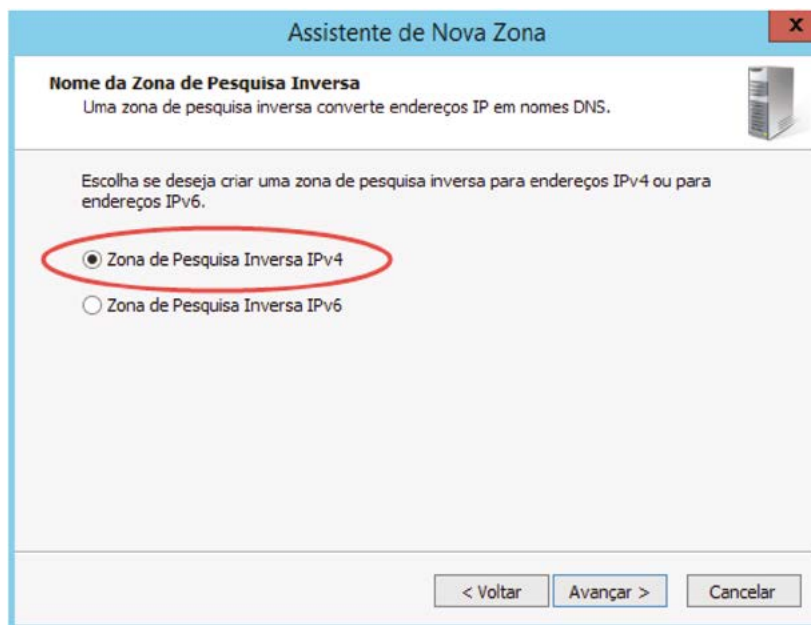 Assistente de Nova Zona
x
Nome da Zona de Pesquisa Inversa
Uma zona de pesquisa inversa converte endereços IP em nomes DNS.
Escolha se deseja criar uma zona de pesquisa inversa para endereços IPv4 ou para
endereços IPv6.
Zona de Pesquisa Inversa IPv4
Zona de Pesquisa Inversa IPv6
< Voltar
Avançar >
Cancelar